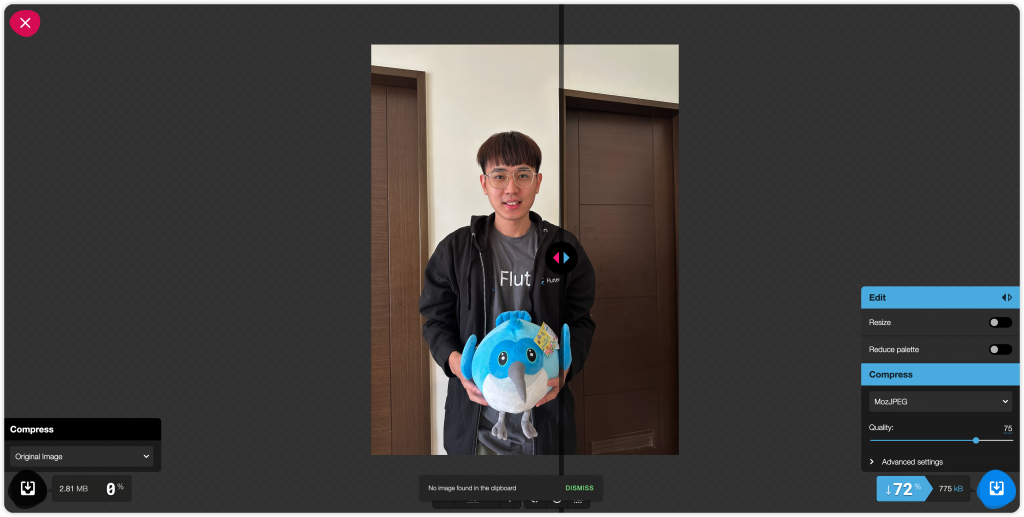 Flut
Flutter
Edit
Resize
Reduce palette
Compress
MozJPEG
Quality: 75
Advanced settings
Compress
Original Image
2.81 MB 0 %
No image found in the clipboard DISMISS
↓72 % 775 kB